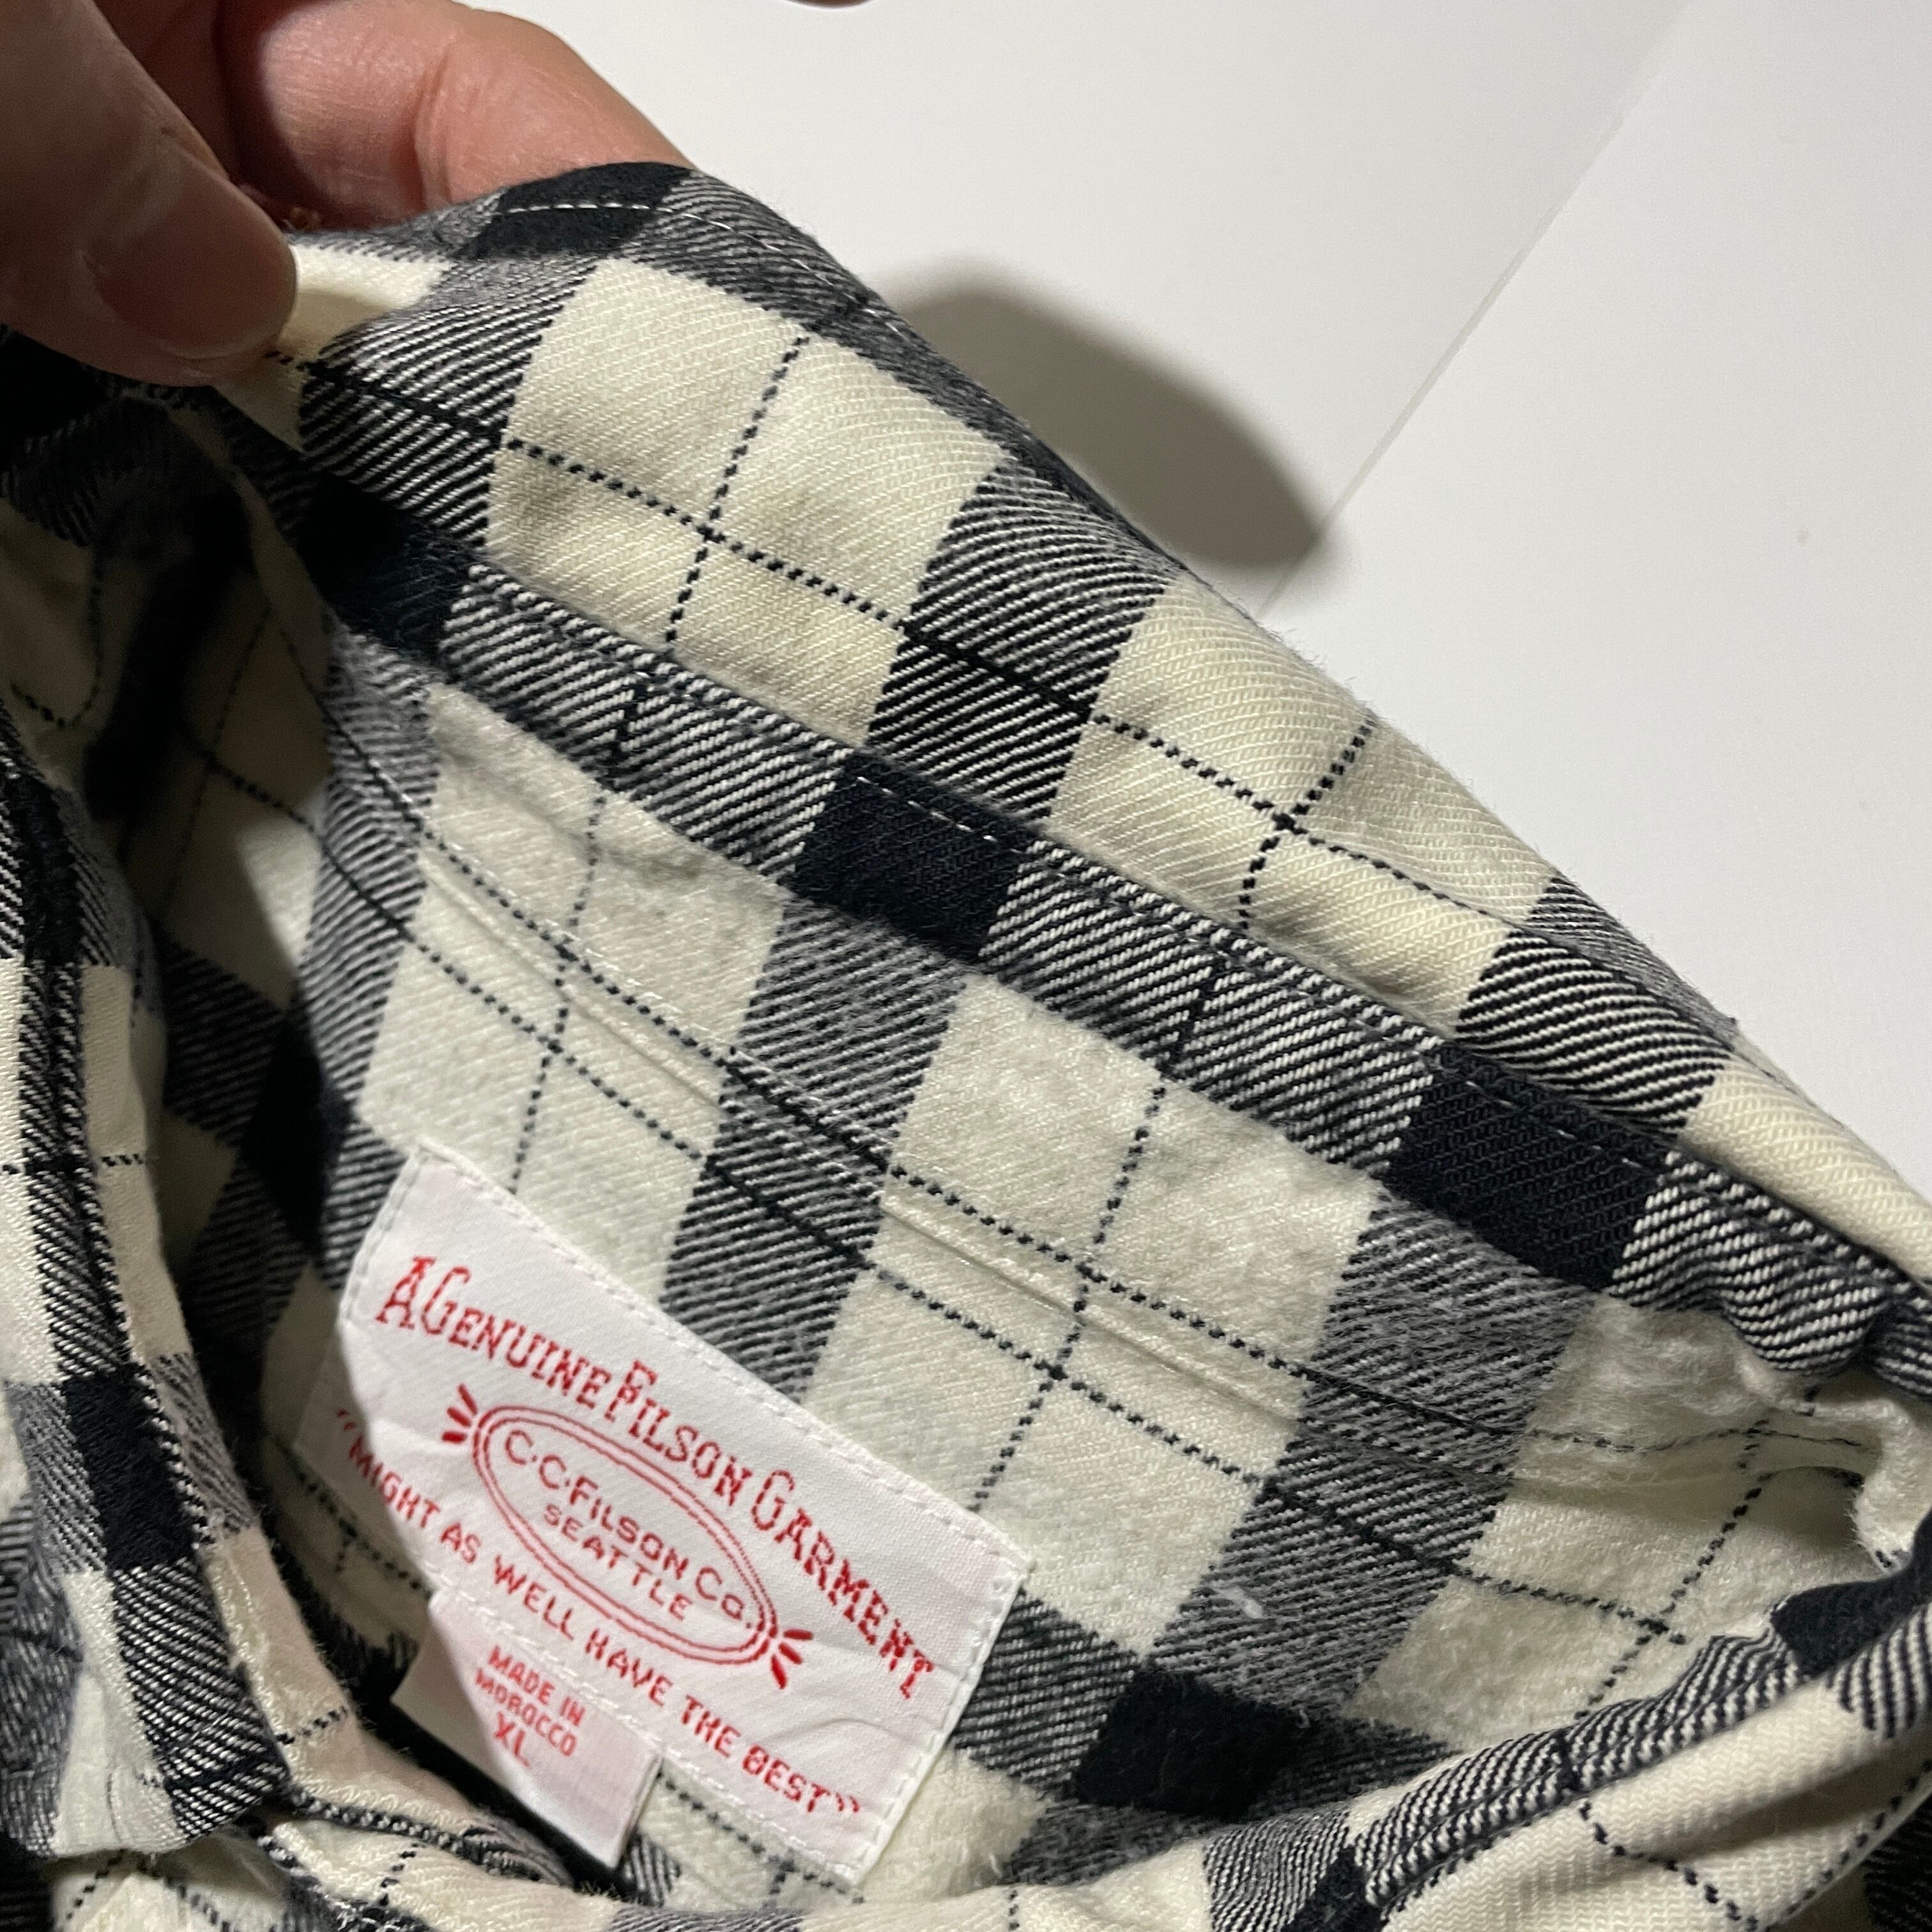 A GENUINE FILSON GARMENT
C·C·FILSON CO.
SEATTLE
"MIGHT AS WELL HAVE THE BEST"
MADE IN
MOROCCO
XL